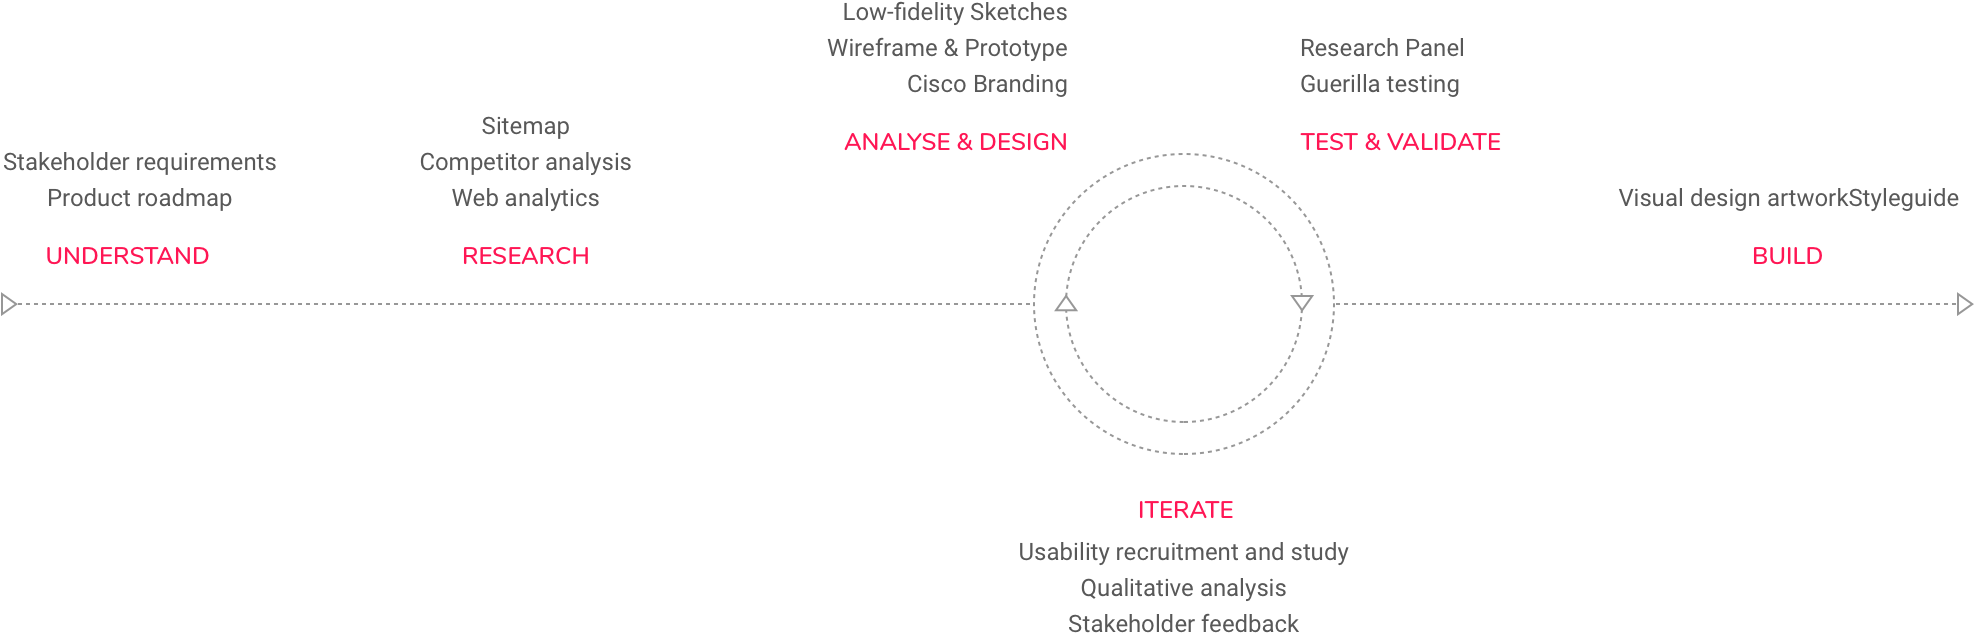 Stakeholder requirements
Product roadmap
UNDERSTAND
Sitemap
Competitor analysis
Web analytics
RESEARCH
Low-fidelity Sketches
Wireframe & Prototype
Cisco Branding
ANALYSE & DESIGN
Research Panel
Guerilla testing
TEST & VALIDATE
ITERATE
Usability recruitment and study
Qualitative analysis
Stakeholder feedback
Visual design artworkStyleguide
BUILD